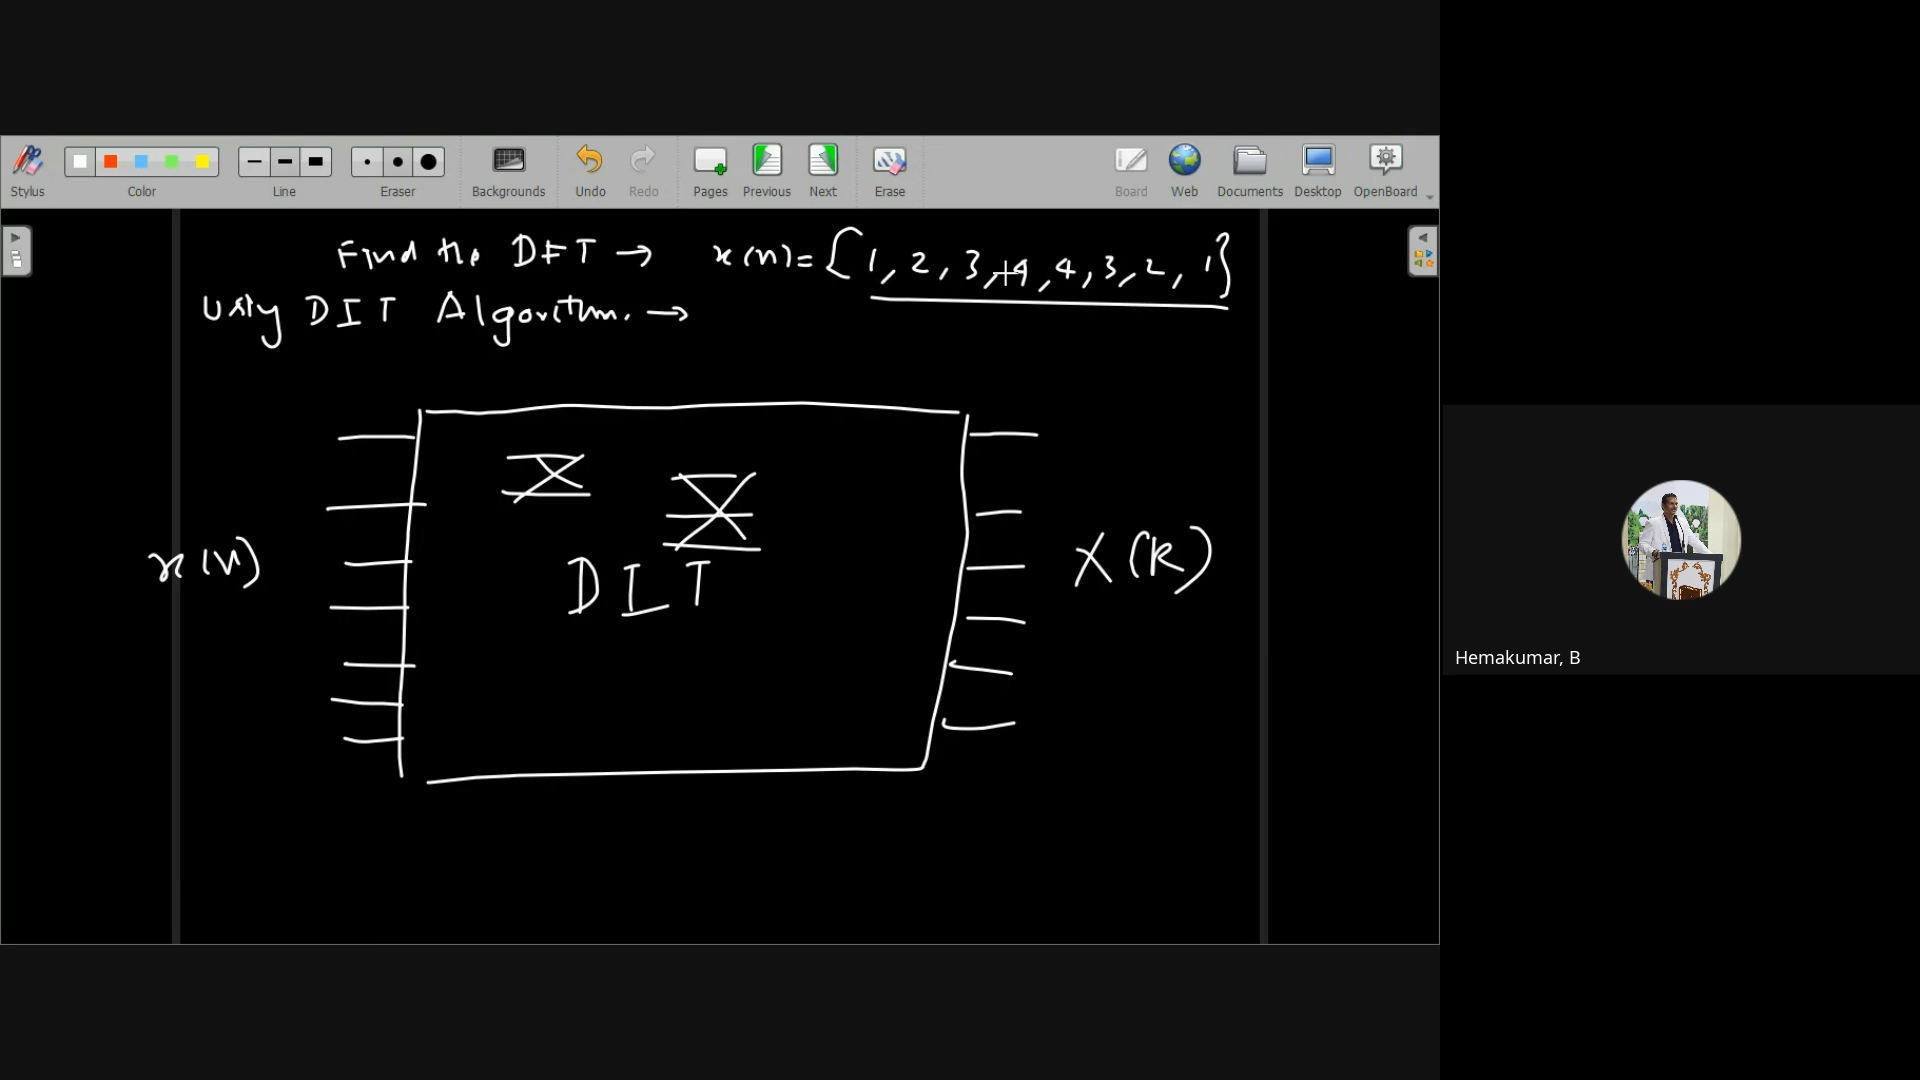 Stylus Color Line Eraser Backgrounds Undo Redo Pages Previous Next Erase Board Web Documents Desktop OpenBoard
Find the DFT → x(n) = {1, 2, 3, 4, 4, 3, 2, 1}
Using DIT Algorithm. →
x(n)
DIT
X(K)
Hemakumar, B